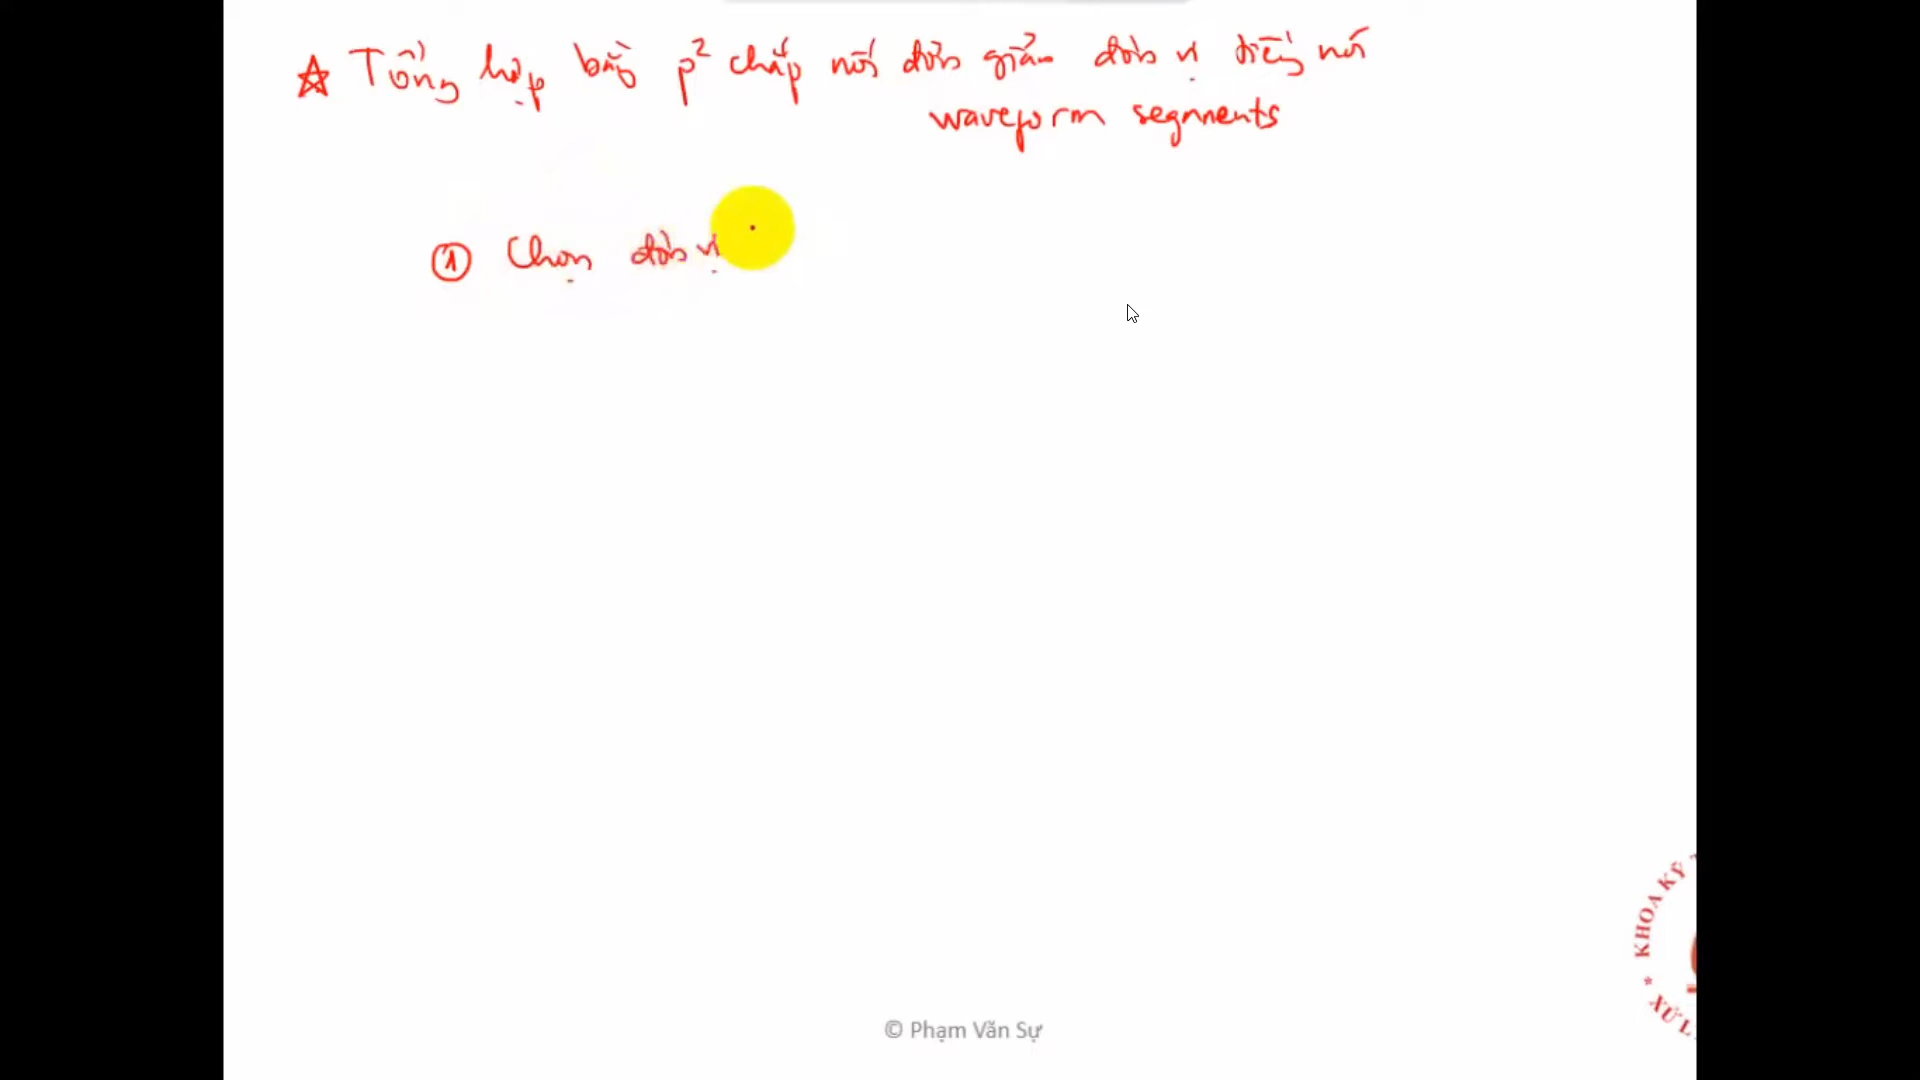 ☆ Tổng hợp bằng p² chắp nối đơn giản đơn vị tiếng nói
waveform segments
① Chọn đơn vị
KHOA KỸ
* XỬ L
© Phạm Văn Sự